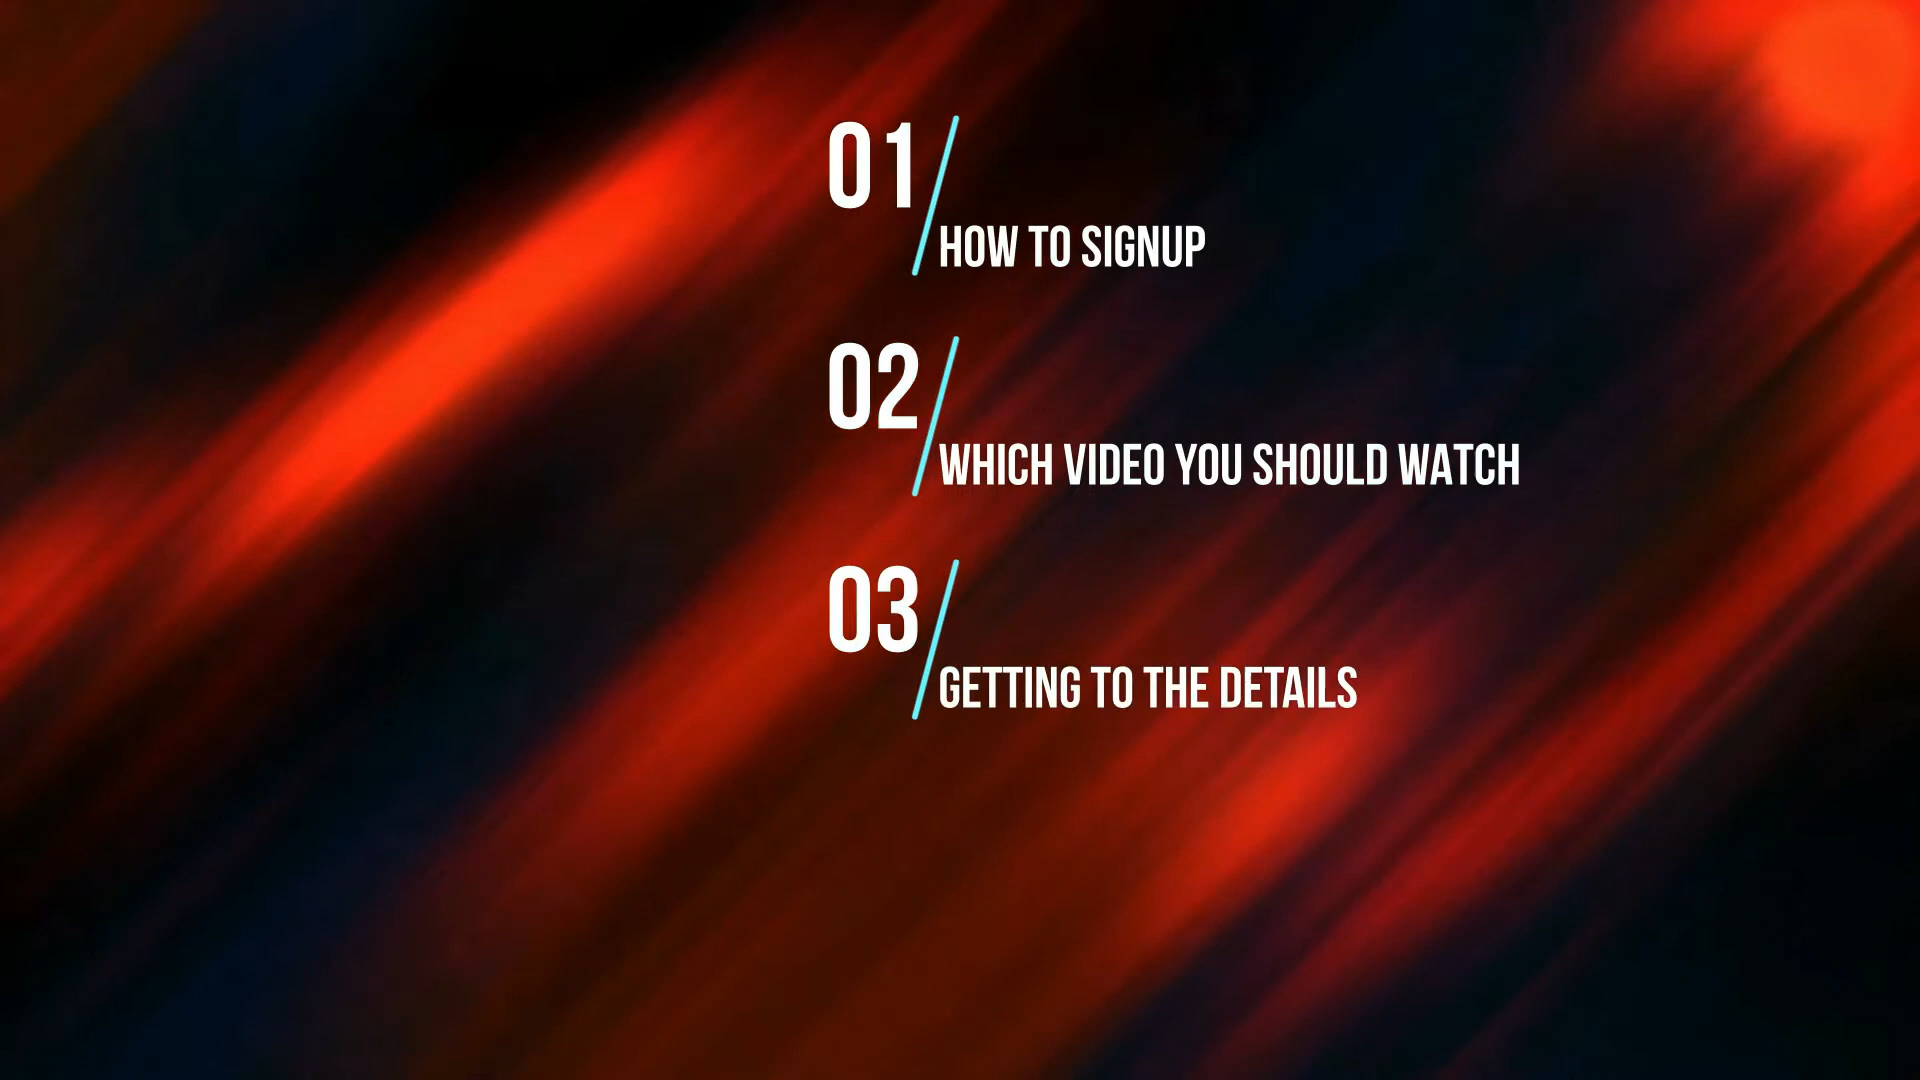 01
HOW TO SIGNUP
02
WHICH VIDEO YOU SHOULD WATCH
03
GETTING TO THE DETAILS